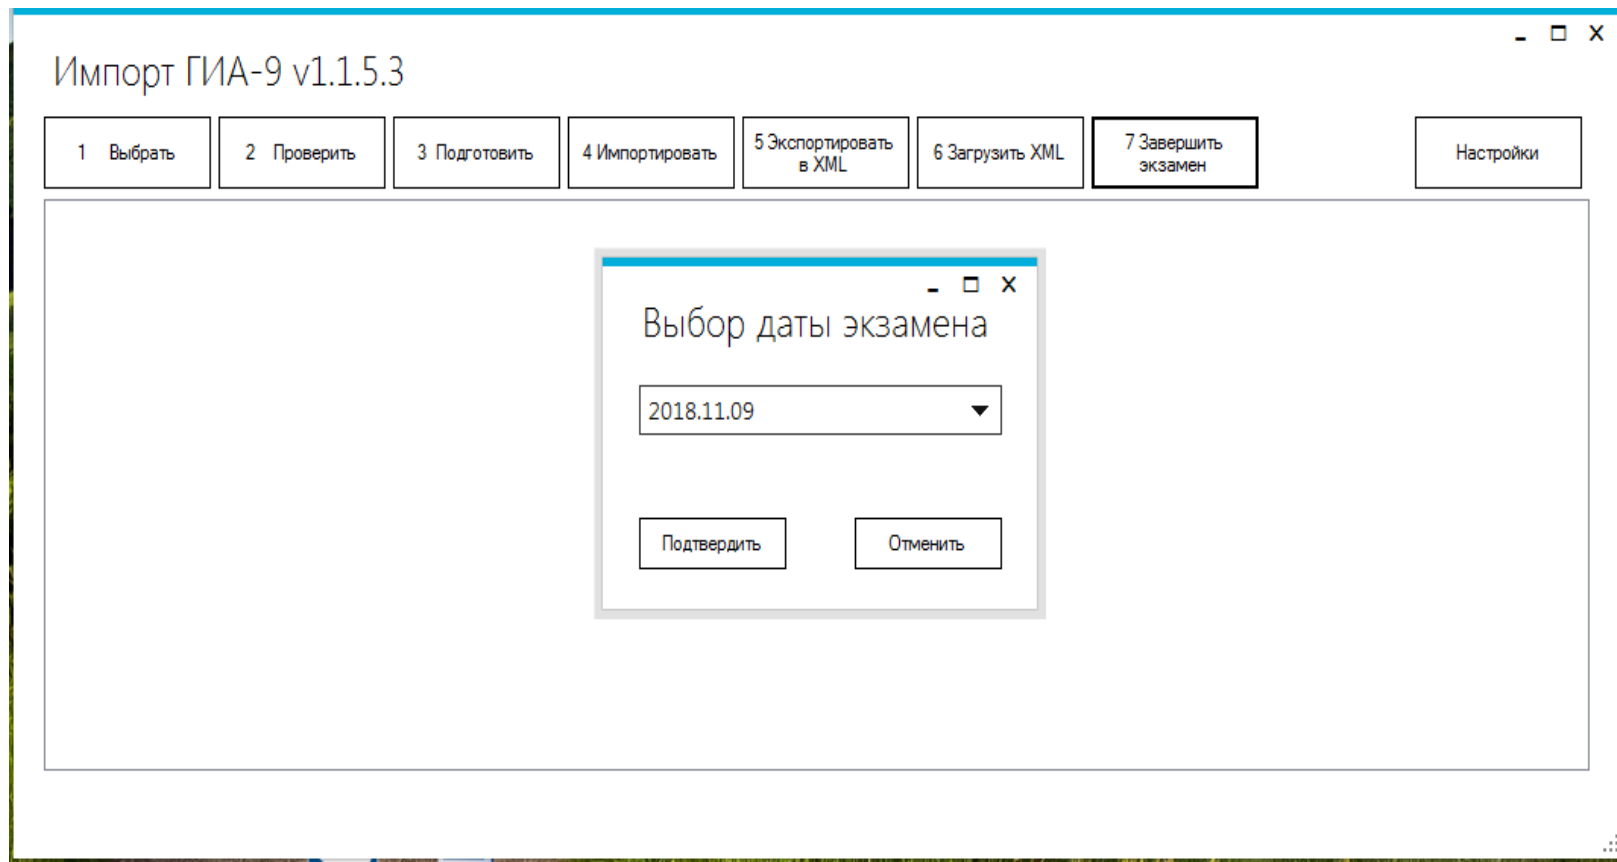 Импорт ГИА-9 v1.1.5.3
1 Выбрать
2 Проверить
3 Подготовить
4 Импортировать
5 Экспортировать
в XML
6 Загрузить XML
7 Завершить
экзамен
Настройки
Выбор даты экзамена
2018.11.09
Подтвердить
Отменить